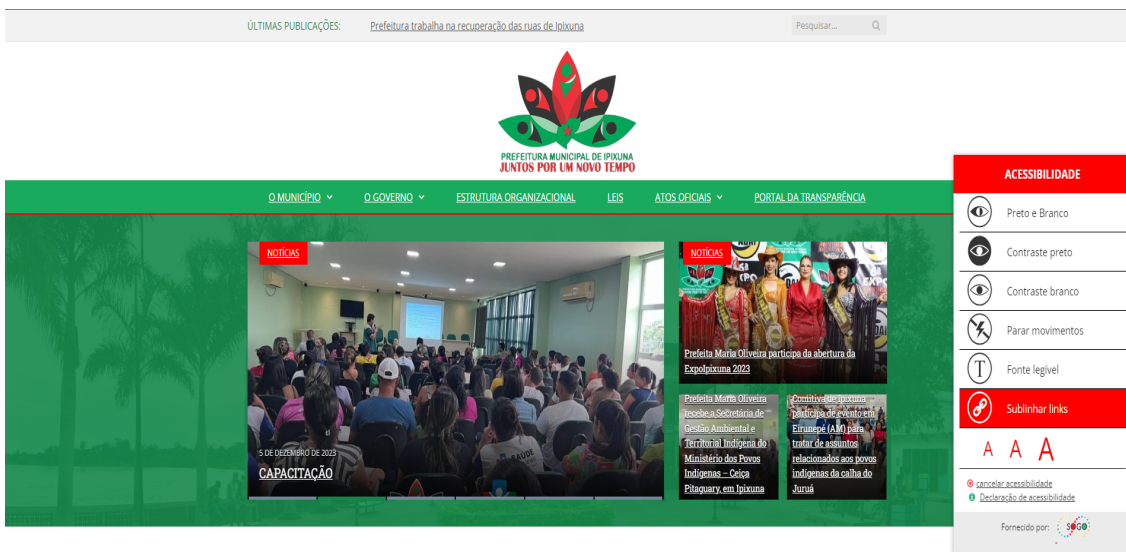 ÚLTIMAS PUBLICAÇÕES: Prefeitura trabalha na recuperação das ruas de Ipixuna
Pesquisar...
PREFEITURA MUNICIPAL DE IPIXUNA
JUNTOS POR UM NOVO TEMPO
O MUNICÍPIO O GOVERNO ESTRUTURA ORGANIZACIONAL LEIS ATOS OFICIAIS PORTAL DA TRANSPARÊNCIA
NOTÍCIAS
5 DE DEZEMBRO DE 2023
CAPACITAÇÃO
NOTÍCIAS
Prefeita Maria Oliveira participa da abertura da
ExpoIpixuna 2023
Prefeita Maria Oliveira
recebe a Secretária de
Gestão Ambiental e
Territorial Indígena do
Ministério dos Povos
Indígenas – Ceiça
Pitaguary, em Ipixuna
Comitiva de Ipixuna
participa de evento em
Eirunepé (AM) para
tratar de assuntos
relacionados aos povos
indígenas da calha do
Juruá
ACESSIBILIDADE
Preto e Branco
Contraste preto
Contraste branco
Parar movimentos
T Fonte legível
Sublinhar links
A A A
cancelar acessibilidade
Declaração de acessibilidade
Fornecido por: SOGO